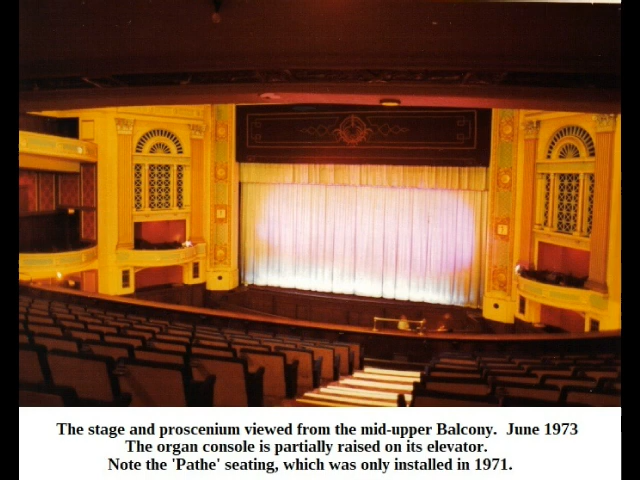 The stage and proscenium viewed from the mid-upper Balcony.  June 1973
The organ console is partially raised on its elevator.
Note the 'Pathe' seating, which was only installed in 1971.